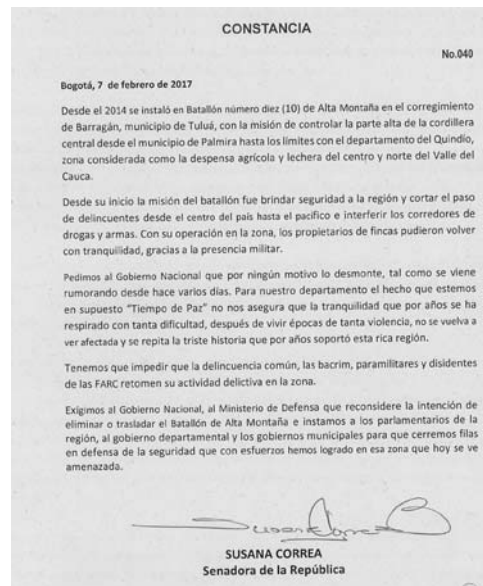 CONSTANCIA
No.040
Bogotá, 7 de febrero de 2017
Desde el 2014 se instaló en Batallón número diez (10) de Alta Montaña en el corregimiento
de Barragán, municipio de Tuluá, con la misión de controlar la parte alta de la cordillera
central desde el municipio de Palmira hasta los límites con el departamento del Quindío,
zona considerada como la despensa agrícola y lechera del centro y norte del Valle del
Cauca.
Desde su inicio la misión del batallón fue brindar seguridad a la región y cortar el paso
de delincuentes desde el centro del país hasta el pacifico e interferir los corredores de
drogas y armas. Con su operación en la zona, los propietarios de fincas pudieron volver
con tranquilidad, gracias a la presencia militar.
Pedimos al Gobierno Nacional que por ningún motivo lo desmonte, tal como se viene
rumorando desde hace varios días. Para nuestro departamento el hecho que estemos
en supuesto "Tiempo de Paz" no nos asegura que la tranquilidad que por años se ha
respirado con tanta dificultad, después de vivir épocas de tanta violencia, no se vuelva a
ver afectada y se repita la triste historia que por años soportó esta rica región.
Tenemos que impedir que la delincuencia común, las bacrim, paramilitares y disidentes
de las FARC retomen su actividad delictiva en la zona.
Exigimos al Gobierno Nacional, al Ministerio de Defensa que reconsidere la intención de
eliminar o trasladar el Batallón de Alta Montaña e instamos a los parlamentarios de la
región, al gobierno departamental y los gobiernos municipales para que cerremos filas
en defensa de la seguridad que con esfuerzos hemos logrado en esa zona que hoy se ve
amenazada.
Susana Correa
SUSANA CORREA
Senadora de la República